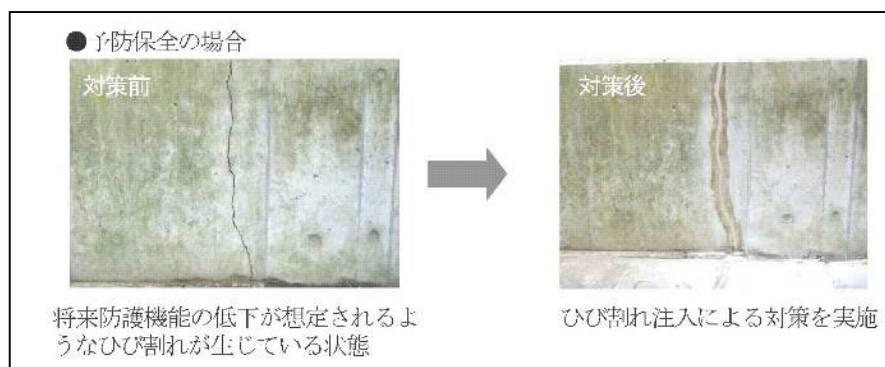 ●予防保全の場合
対策前
対策後
将来防護機能の低下が想定されるよ
うなひび割れが生じている状態
ひび割れ注入による対策を実施